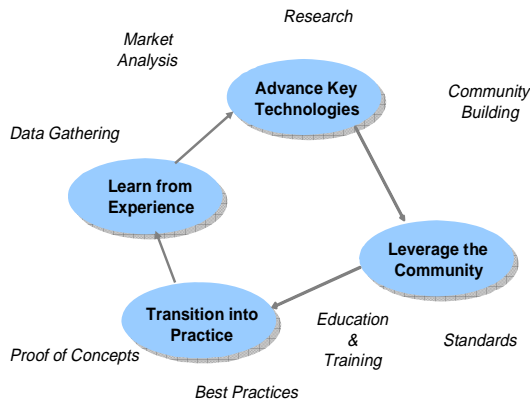 Research
Market
Analysis
Advance Key
Technologies
Community
Building
Data Gathering
Learn from
Experience
Leverage the
Community
Transition into
Practice
Education
&
Training
Standards
Proof of Concepts
Best Practices